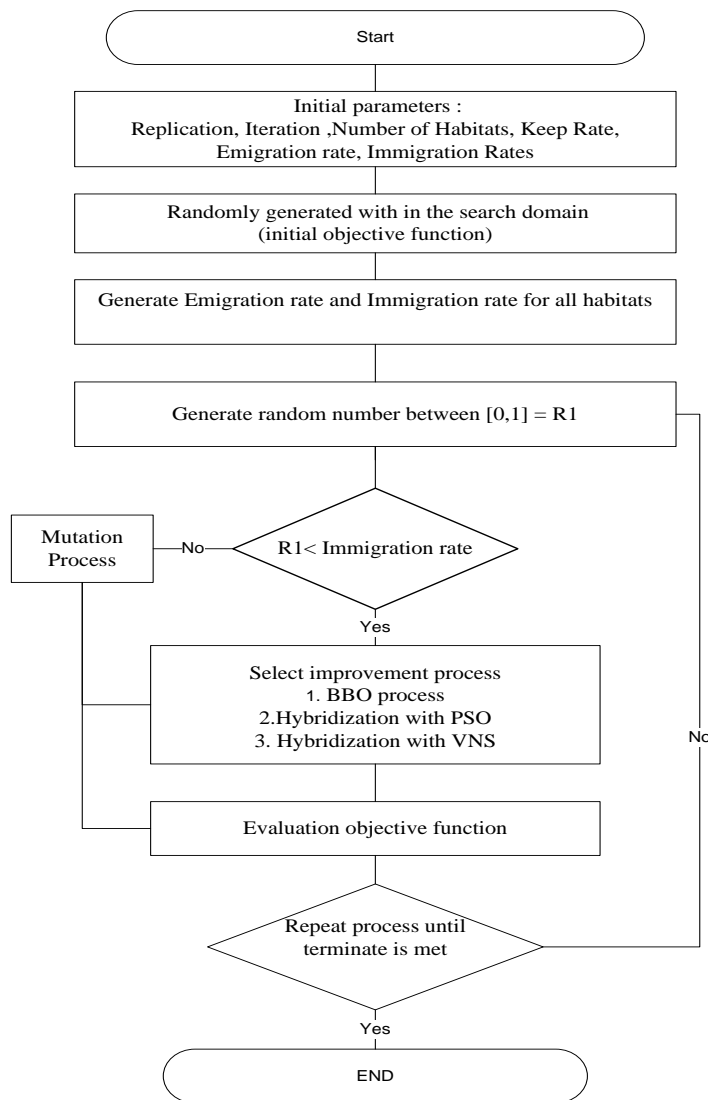 Start
Initial parameters :
Replication, Iteration ,Number of Habitats, Keep Rate,
Emigration rate, Immigration Rates
Randomly generated with in the search domain
(initial objective function)
Generate Emigration rate and Immigration rate for all habitats
Generate random number between [0,1] = R1
R1< Immigration rate
No
Mutation
Process
Yes
Select improvement process
1. BBO process
2.Hybridization with PSO
3. Hybridization with VNS
Evaluation objective function
Repeat process until
terminate is met
No
Yes
END